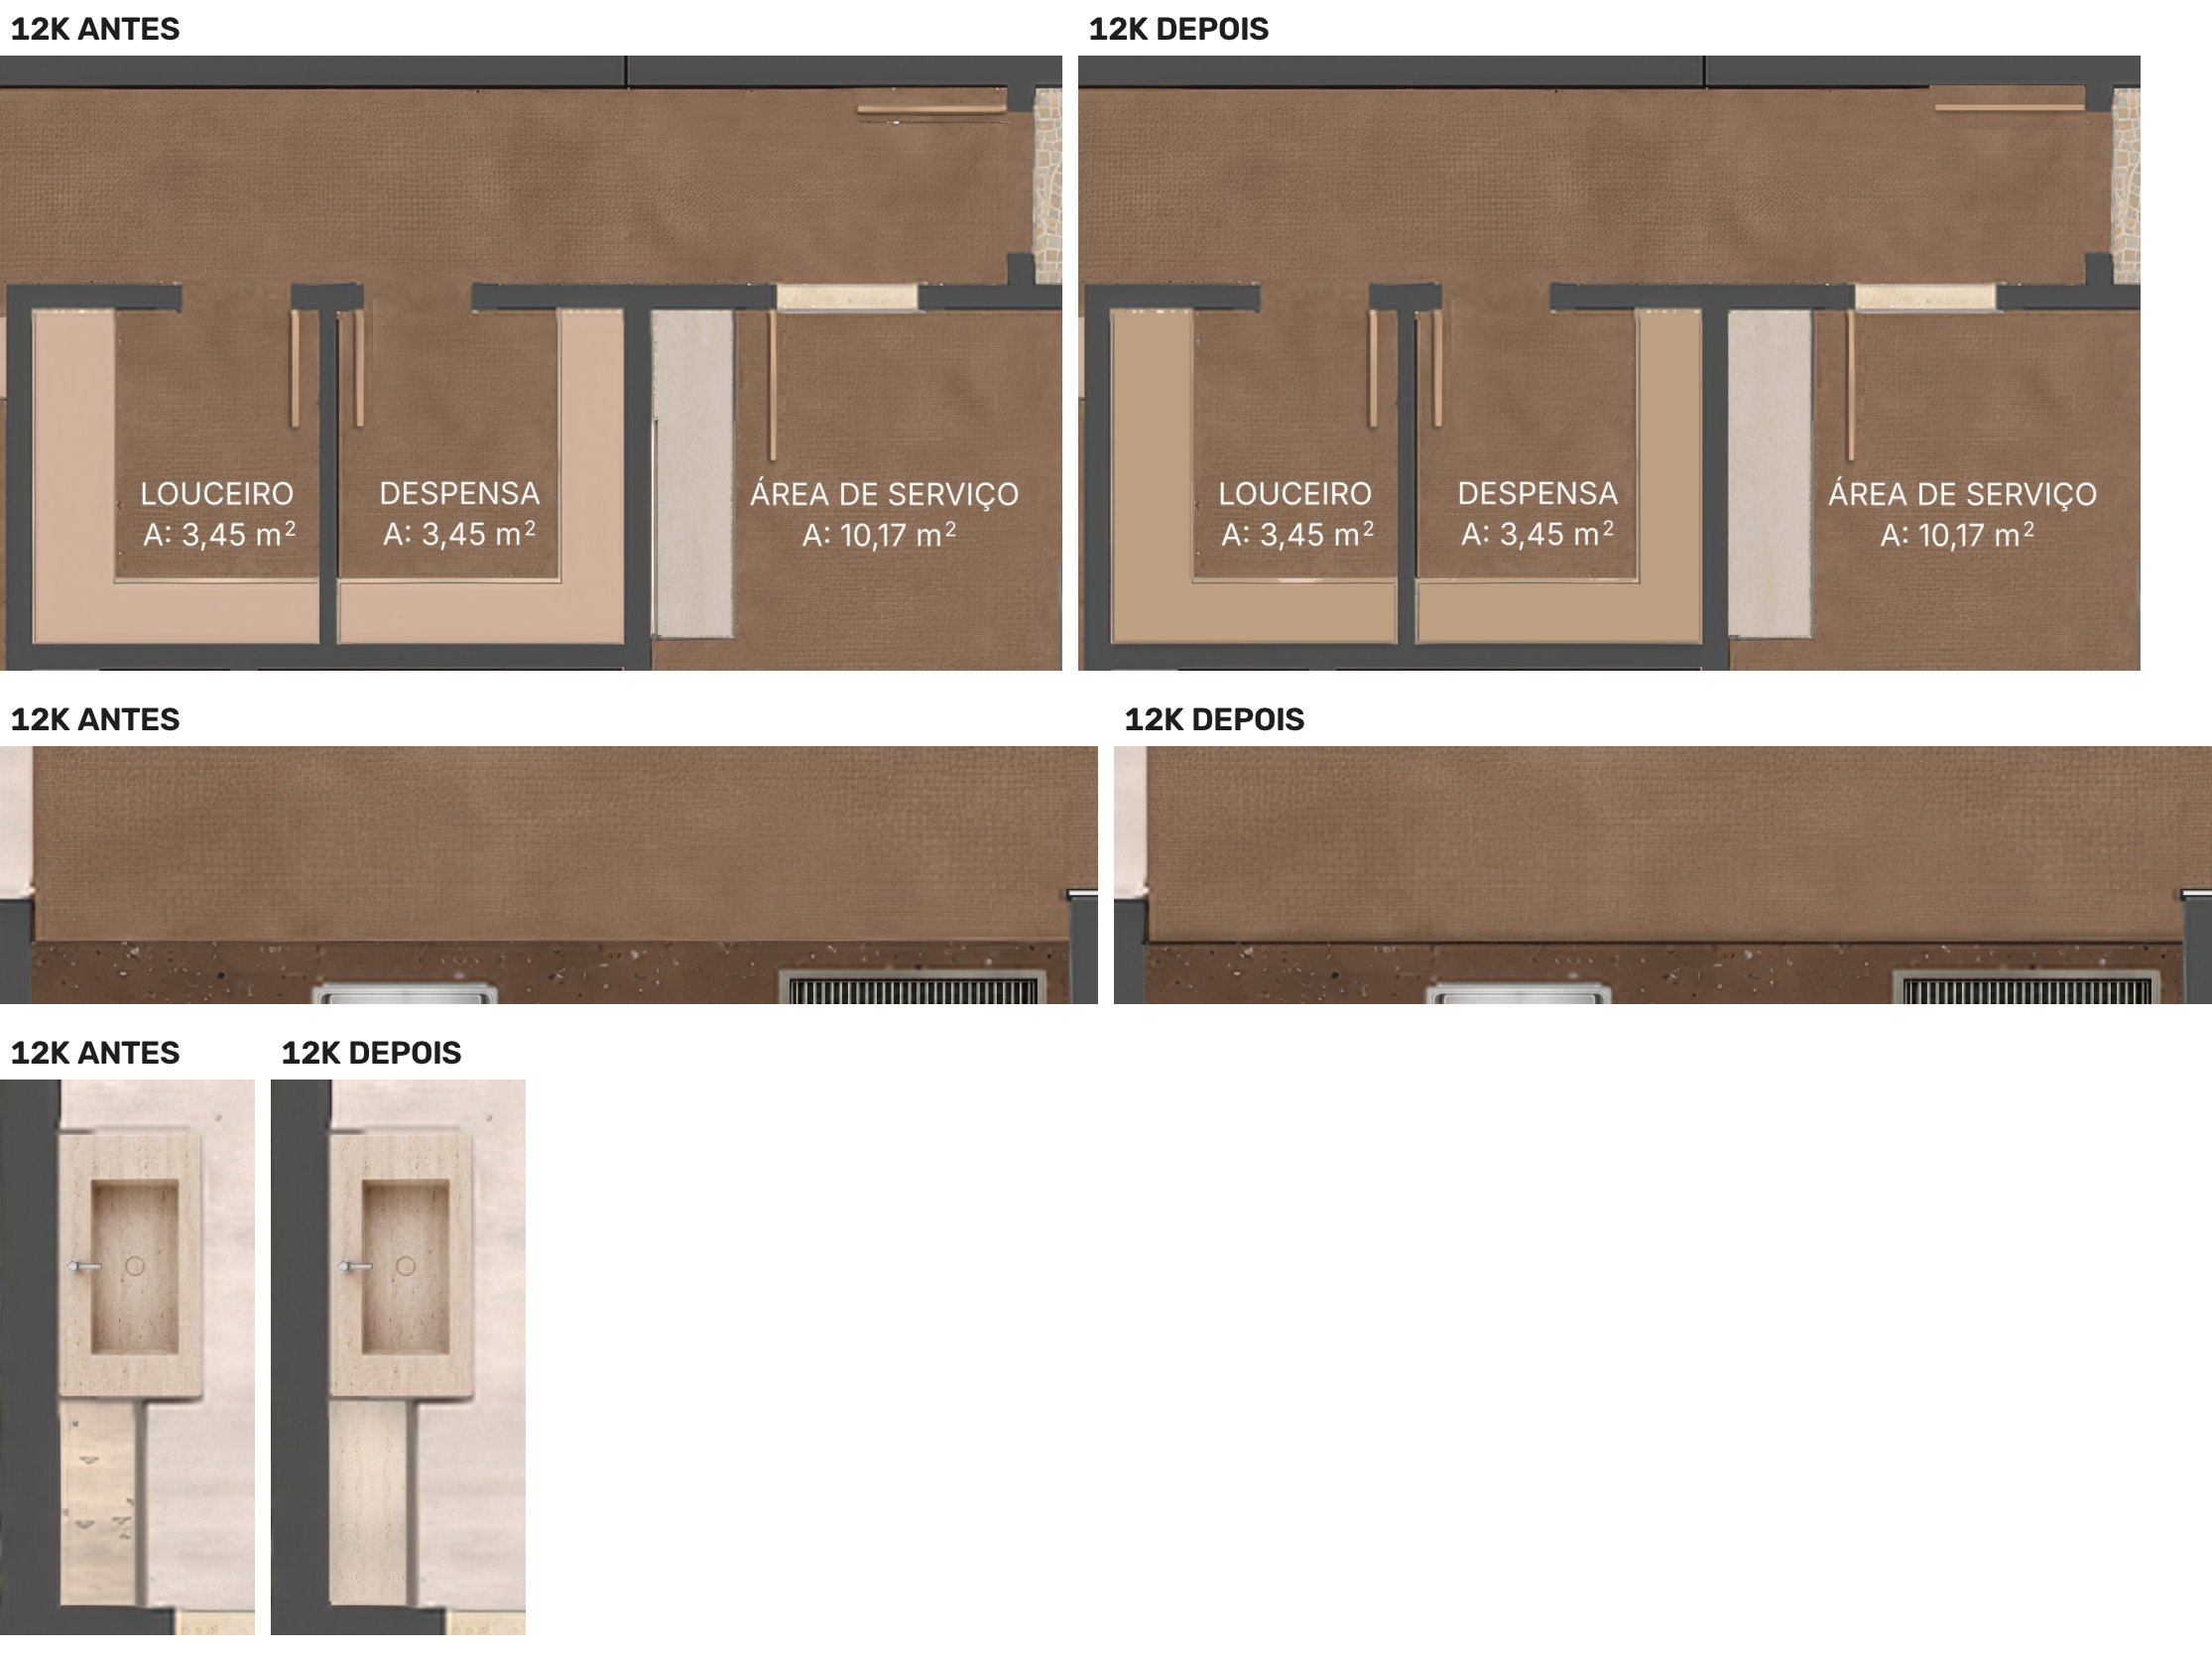 12K ANTES
12K DEPOIS
LOUCEIRO
A: 3,45 m²
DESPENSA
A: 3,45 m²
ÁREA DE SERVIÇO
A: 10,17 m²
LOUCEIRO
A: 3,45 m²
DESPENSA
A: 3,45 m²
ÁREA DE SERVIÇO
A: 10,17 m²
12K ANTES
12K DEPOIS
12K ANTES
12K DEPOIS